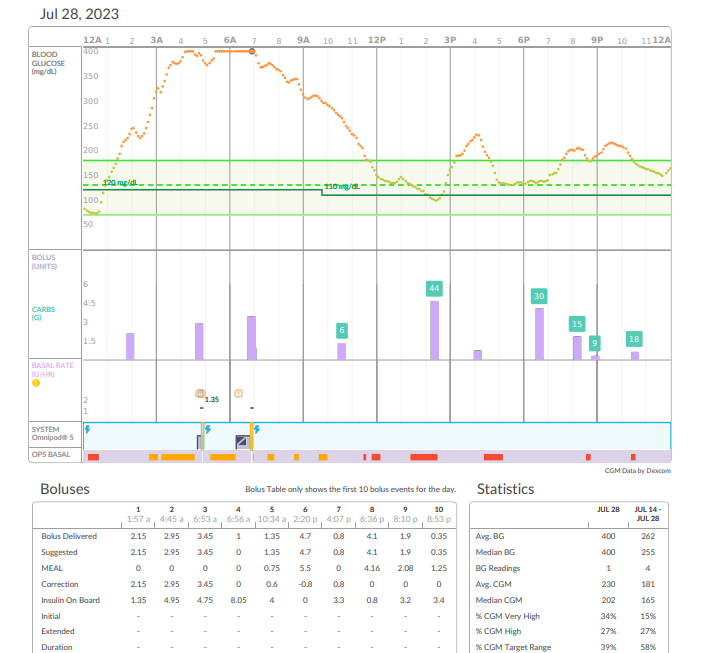 Jul 28, 2023
12A 1 2 3A 4 5 6A 7 8 9A 10 11 12P 1 2 3P 4 5 6P 7 8 9P 10 11 12A
BLOOD
GLUCOSE
(mg/dL)
400
350
300
250
200
150
120 mg/dL
110 mg/dL
100
50
BOLUS
(UNITS)
6
4.5
3
1.5
CARBS
(G)
6
44
30
15
9
18
BASAL RATE
(U/HR)
!
1.35
2
1
SYSTEM
Omnipod® 5
OP5 BASAL
CGM Data by Dexcom
Boluses
Bolus Table only shows the first 10 bolus events for the day.
1 2 3 4 5 6 7 8 9 10
1:57 a 4:45 a 6:53 a 6:56 a 10:34 a 2:20 p 4:07 p 6:36 p 8:10 p 8:53 p
Bolus Delivered 2.15 2.95 3.45 1 1.35 4.7 0.8 4.1 1.9 0.35
Suggested 2.15 2.95 3.45 0 1.35 4.7 0.8 4.1 1.9 0.35
MEAL 0 0 0 0 0.75 5.5 0 4.16 2.08 1.25
Correction 2.15 2.95 3.45 0 0.6 -0.8 0.8 0 0 0
Insulin On Board 1.35 4.95 4.75 8.05 4 0 3.3 0.8 3.2 3.4
Initial - - - - - - - - - -
Extended - - - - - - - - - -
Duration - - - - - - - - - -
Statistics
JUL 28 JUL 14 -
JUL 28
Avg. BG 400 262
Median BG 400 255
BG Readings 1 4
Avg. CGM 230 181
Median CGM 202 165
% CGM Very High 34% 15%
% CGM High 27% 27%
% CGM Target Range 39% 58%